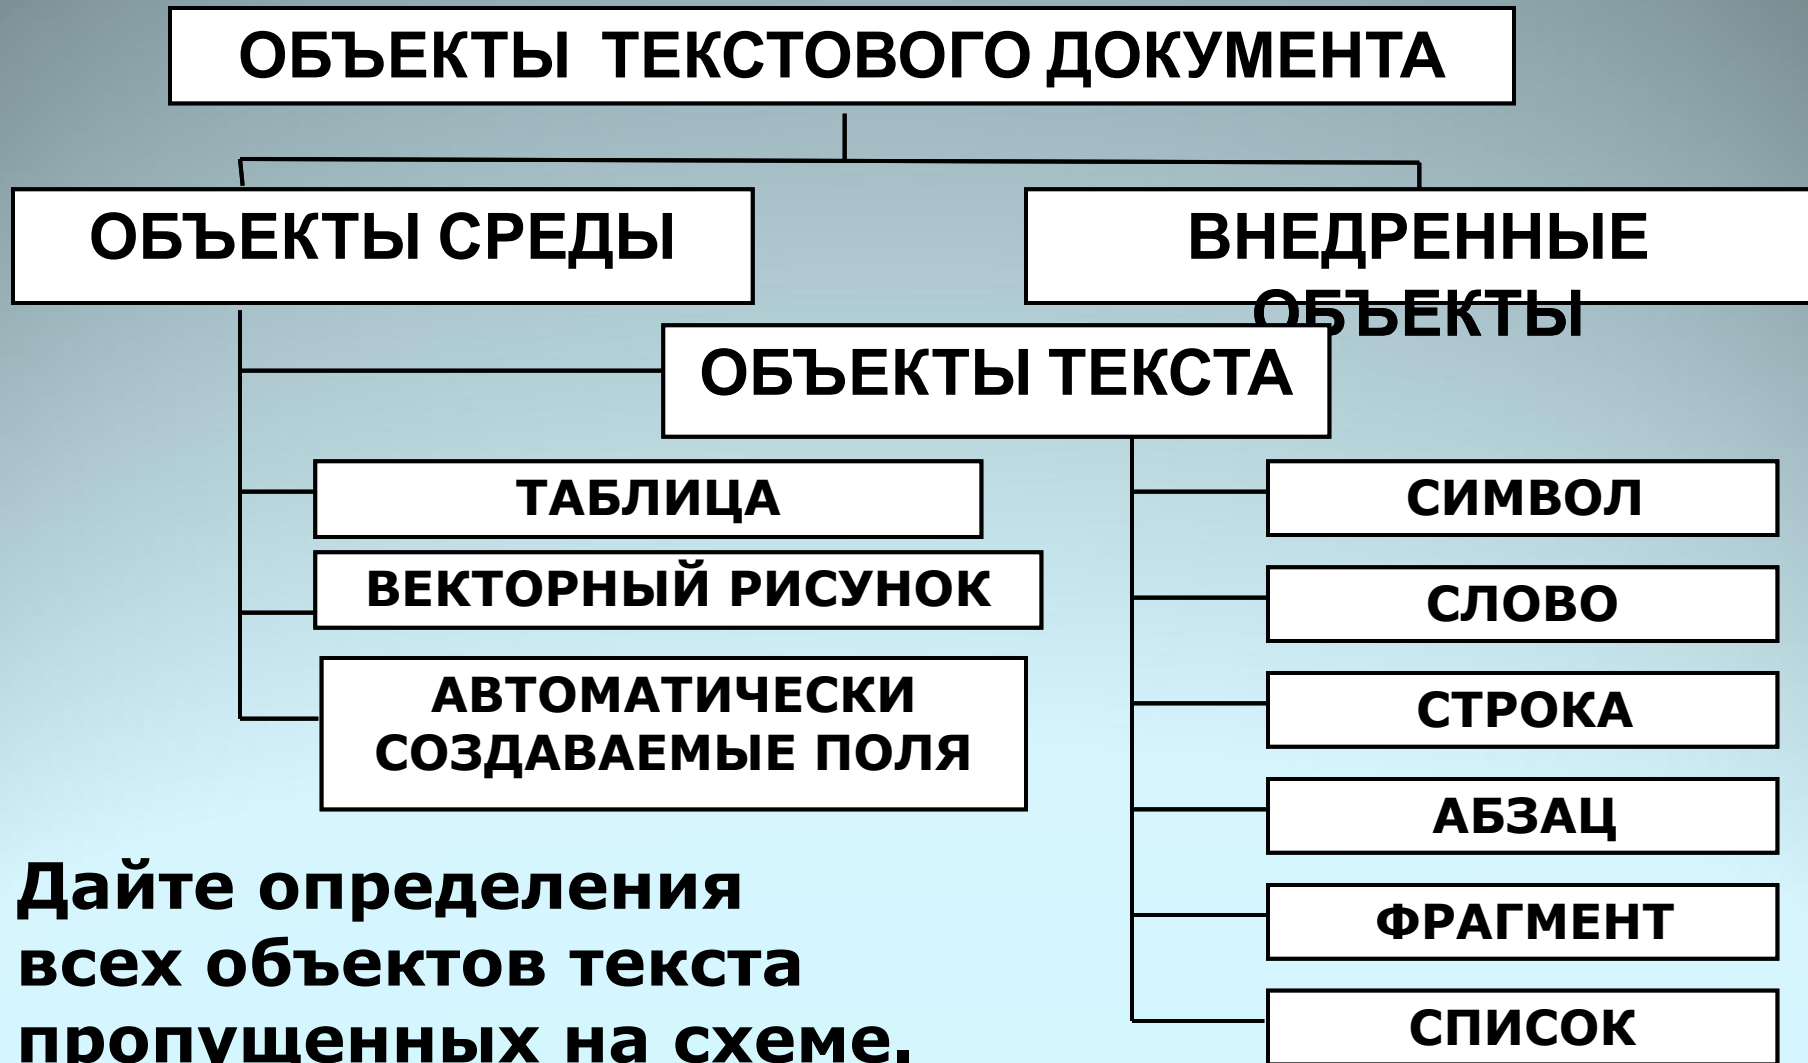 ОБЪЕКТЫ ТЕКСТОВОГО ДОКУМЕНТА
ОБЪЕКТЫ СРЕДЫ
ВНЕДРЕННЫЕ
ОБЪЕКТЫ
ОБЪЕКТЫ ТЕКСТА
ТАБЛИЦА
ВЕКТОРНЫЙ РИСУНОК
АВТОМАТИЧЕСКИ
СОЗДАВАЕМЫЕ ПОЛЯ
СИМВОЛ
СЛОВО
СТРОКА
АБЗАЦ
ФРАГМЕНТ
СПИСОК
Дайте определения
всех объектов текста
пропущенных на схеме.